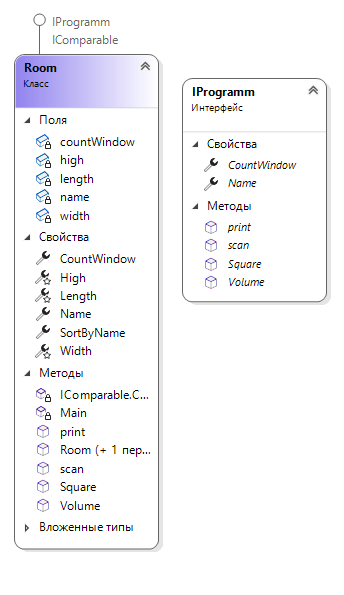 IProgramm
IComparable
Room
Класс
Поля
countWindow
high
length
name
width
Свойства
CountWindow
High
Length
Name
SortByName
Width
Методы
IComparable.C...
Main
print
Room (+ 1 пер...
scan
Square
Volume
Вложенные типы
IProgramm
Интерфейс
Свойства
CountWindow
Name
Методы
print
scan
Square
Volume